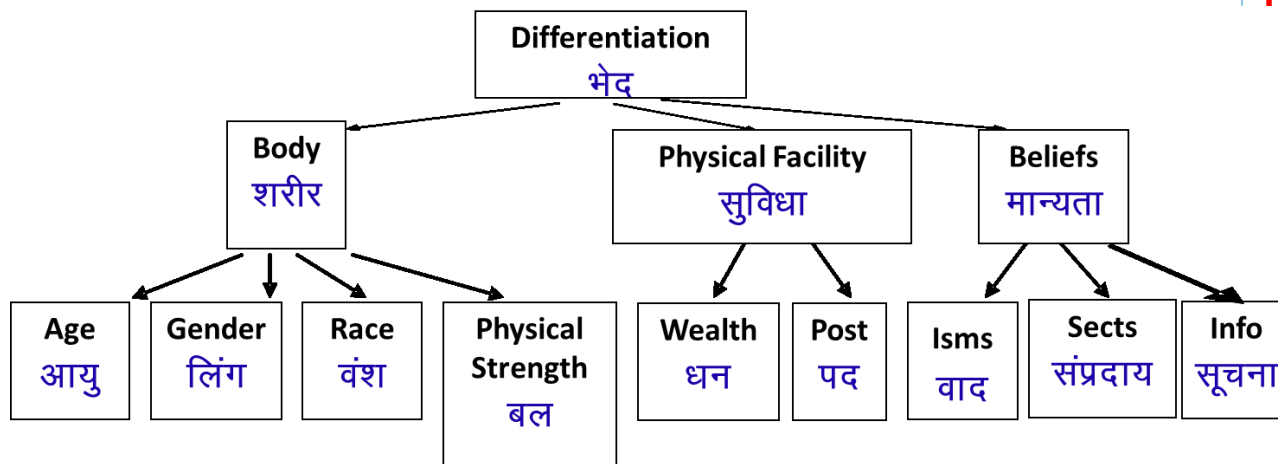 Differentiation
भेद
Body
शरीर
Physical Facility
सुविधा
Beliefs
मान्यता
Age
आयु
Gender
लिंग
Race
वंश
Physical
Strength
बल
Wealth
धन
Post
पद
Isms
वाद
Sects
संप्रदाय
Info
सूचना